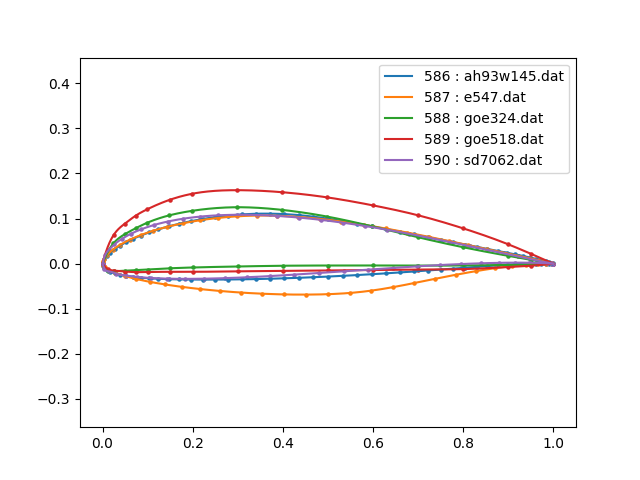 586 : ah93w145.dat
587 : e547.dat
588 : goe324.dat
589 : goe518.dat
590 : sd7062.dat
0.4
0.3
0.2
0.1
0.0
−0.1
−0.2
−0.3
0.0 0.2 0.4 0.6 0.8 1.0